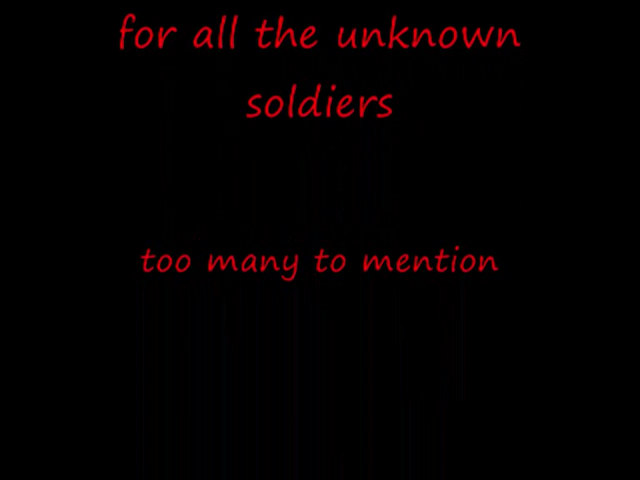 for all the unknown
soldiers
too many to mention